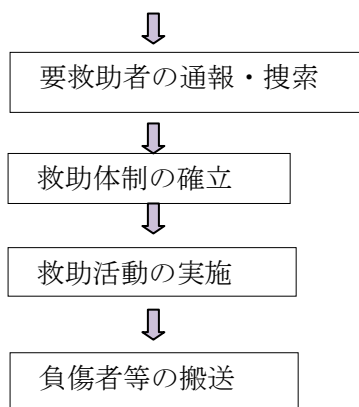 要救助者の通報・捜索
救助体制の確立
救助活動の実施
負傷者等の搬送